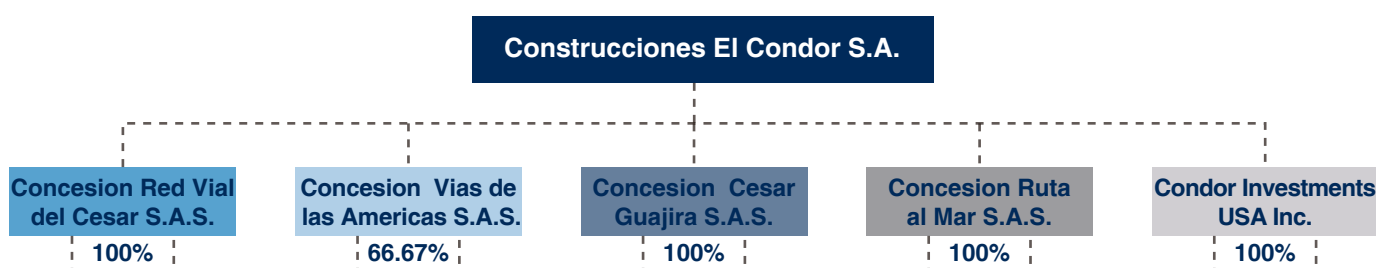 Construcciones El Condor S.A.
Concesion Red Vial
del Cesar S.A.S.
100%
Concesion Vias de
las Americas S.A.S.
66.67%
Concesion Cesar
Guajira S.A.S.
100%
Concesion Ruta
al Mar S.A.S.
100%
Condor Investments
USA Inc.
100%